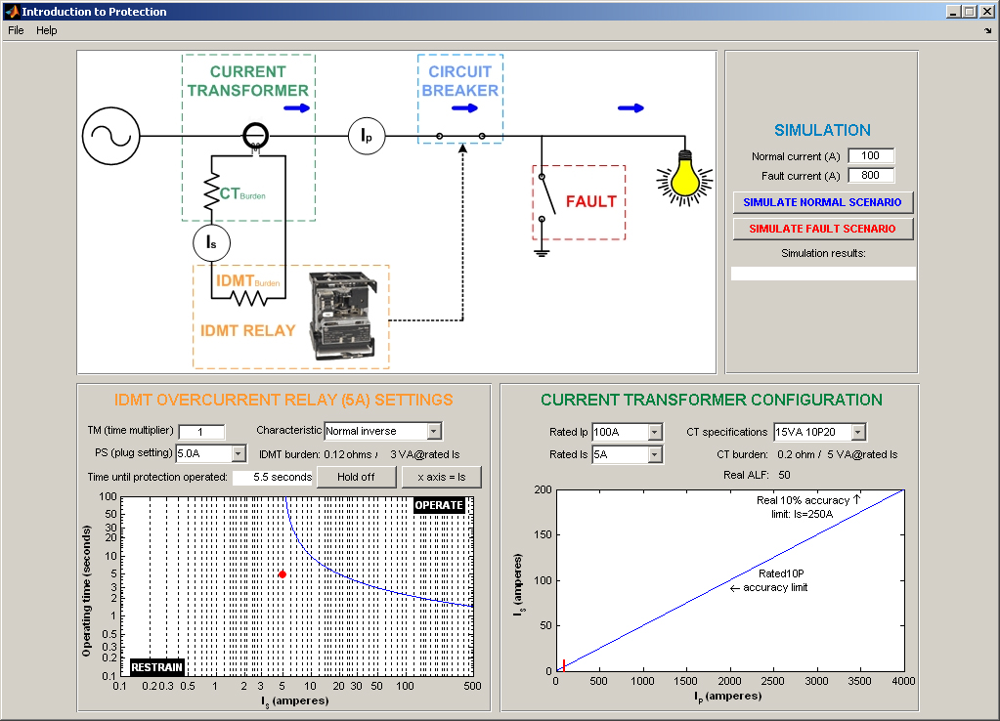 Introduction to Protection
File Help
CURRENT
TRANSFORMER
CIRCUIT
BREAKER
Ip
CT Burden
Is
FAULT
IDMT Burden
IDMT RELAY
SIMULATION
Normal current (A) 100
Fault current (A) 800
SIMULATE NORMAL SCENARIO
SIMULATE FAULT SCENARIO
Simulation results:
IDMT OVERCURRENT RELAY (5A) SETTINGS
TM (time multiplier) 1 Characteristic Normal inverse
PS (plug setting) 5.0A IDMT burden: 0.12 ohms / 3 VA@rated Is
Time until protection operated: 5.5 seconds Hold off x axis = Is
OPERATE
RESTRAIN
100
50
30
20
10
5
3
2
1
0.5
0.3
0.2
0.1
Operating time (seconds)
0.1 0.2 0.3 0.5 1 2 3 5 10 20 30 50 100 500
IS (amperes)
CURRENT TRANSFORMER CONFIGURATION
Rated Ip 100A CT specifications 15VA 10P20
Rated Is 5A CT burden: 0.2 ohm / 5 VA@rated Is
Real ALF: 50
Real 10% accuracy ↑
limit: Is=250A
Rated10P
← accuracy limit
200
150
100
50
0
IS (amperes)
0 500 1000 1500 2000 2500 3000 3500 4000
IP (amperes)